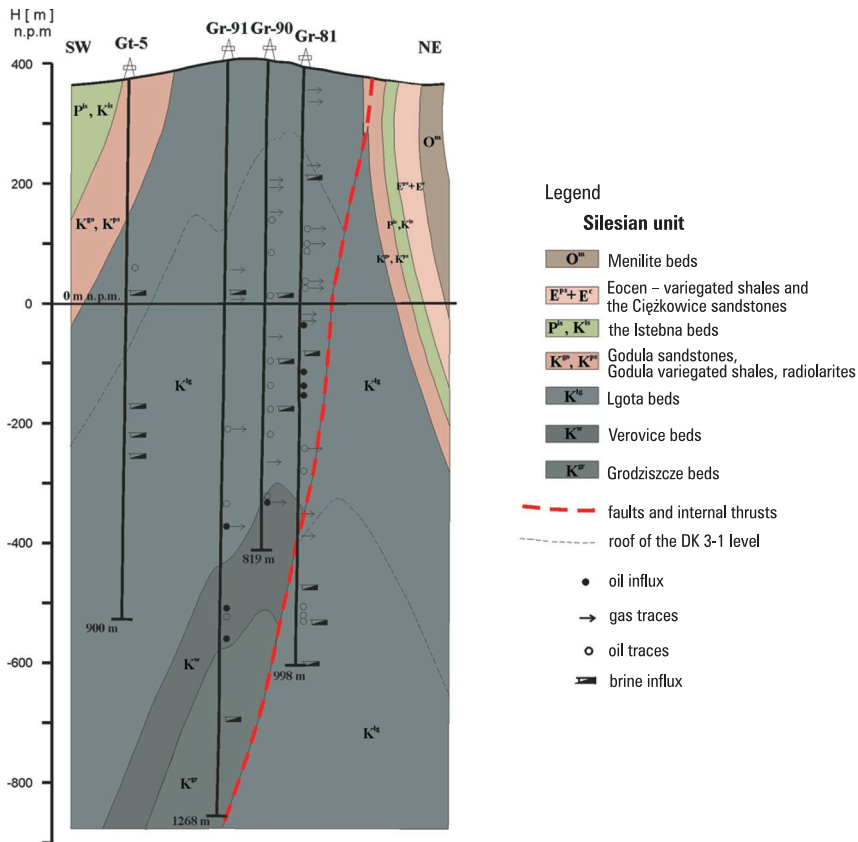 H [ m ]
n.p.m
SW
Gt-5
Gr-91
Gr-90
Gr-81
NE
400
200
0
-200
-400
-600
-800
Pⁱˢ, Kⁱˢ
Kᵍᵒ, Kᵖˢ
0 m n.p.m.
Oᵐ
Eᵖˢ+Eᶜ
Pⁱˢ, Kⁱˢ
Kᵍᵒ, Kᵖˢ
Kˡᵍ
Kˡᵍ
819 m
900 m
Kʷ
998 m
Kˡᵍ
Kᵍʳ
1268 m
Legend
Silesian unit
Oᵐ Menilite beds
Eᵖˢ+Eᶜ Eocen – variegated shales and
the Ciężkowice sandstones
Pⁱˢ, Kⁱˢ the Istebna beds
Kᵍᵒ, Kᵖˢ Godula sandstones,
Godula variegated shales, radiolarites
Kˡᵍ Lgota beds
Kʷ Verovice beds
Kᵍʳ Grodziszcze beds
faults and internal thrusts
roof of the DK 3-1 level
oil influx
gas traces
oil traces
brine influx